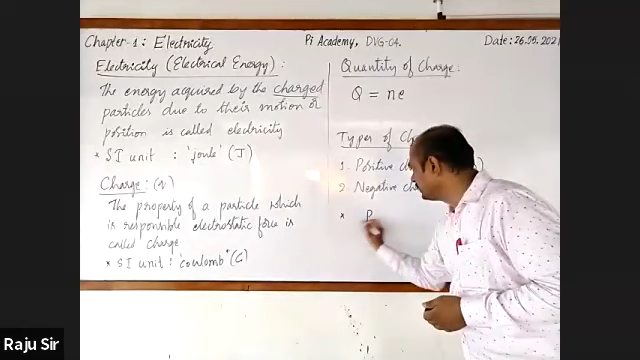 Chapter-1: Electricity
Pi Academy, DVG-04.
Date: 26.05.202
Electricity (Electrical Energy):
The energy acquired by the charged
particles due to their motion or
position is called electricity
* SI unit : 'joule' (J)
Charge: (q)
The property of a particle which
is responsible electrostatic force is
called charge
* SI unit : 'coulomb' (C)
Quantity of Charge:
Q = ne
Types of Ch
1. Positive cha )
2. Negative cha
* P
Raju Sir